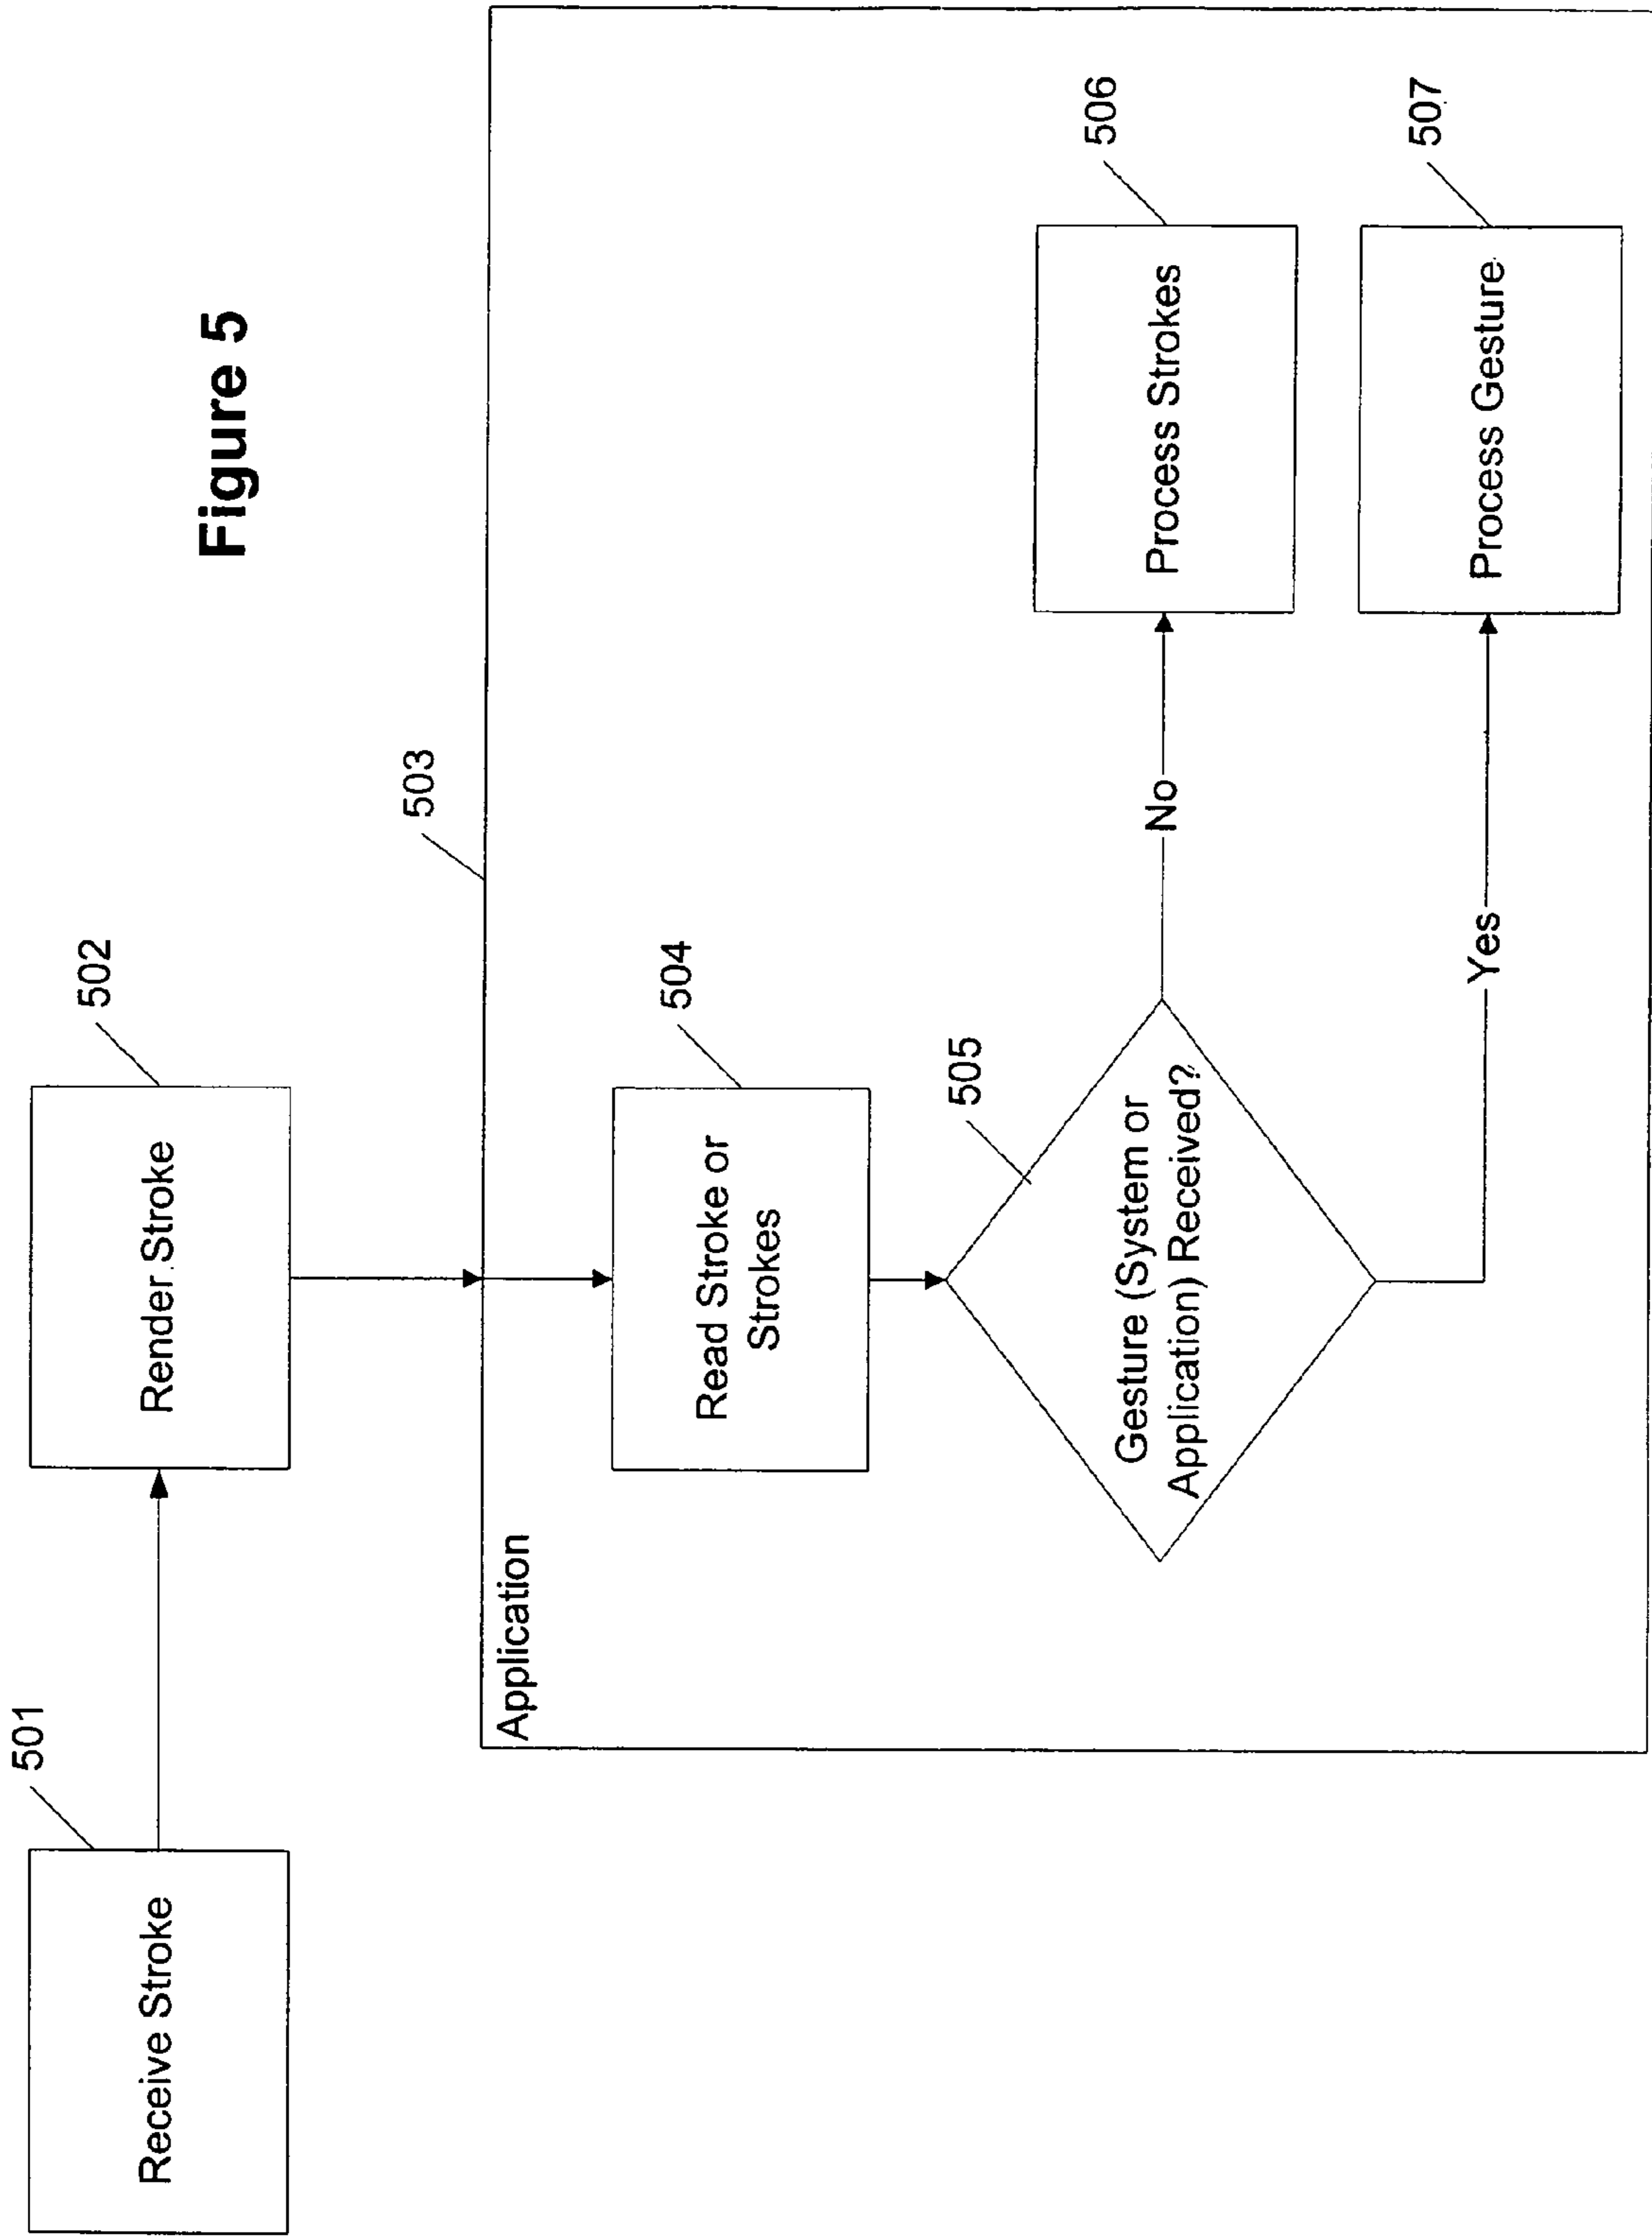 Figure 5
501
Receive Stroke
502
Render Stroke
503
Application
504
Read Stroke or
Strokes
505
Gesture (System or
Application) Received?
No
506
Process Strokes
Yes
507
Process Gesture